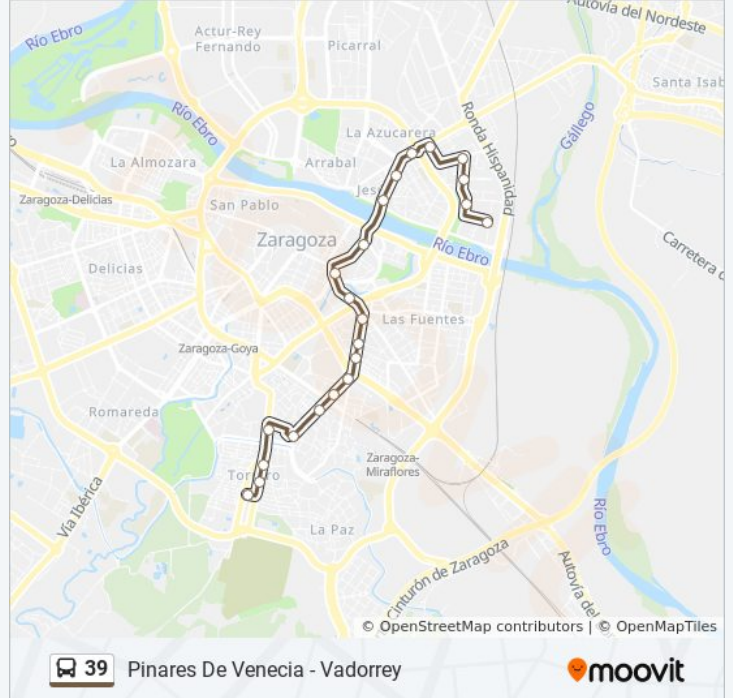 Autovía del Nordeste
Río Ebro
Actur-Rey
Fernando
Picarral
Santa Isab
Río Ebro
Ronda Hispanidad
La Azucarera
Gállego
La Almozara
Arrabal
Jes
Zaragoza-Delicias
San Pablo
Zaragoza
Río Ebro
Carretera d
Delicias
Las Fuentes
Zaragoza-Goya
Romareda
Zaragoza-
Miraflores
Torrero
Vía Ibérica
La Paz
Río Ebro
Cinturón de Zaragoza
Autovía del
© OpenStreetMap contributors | © OpenMapTiles
39 Pinares De Venecia - Vadorrey
moovit